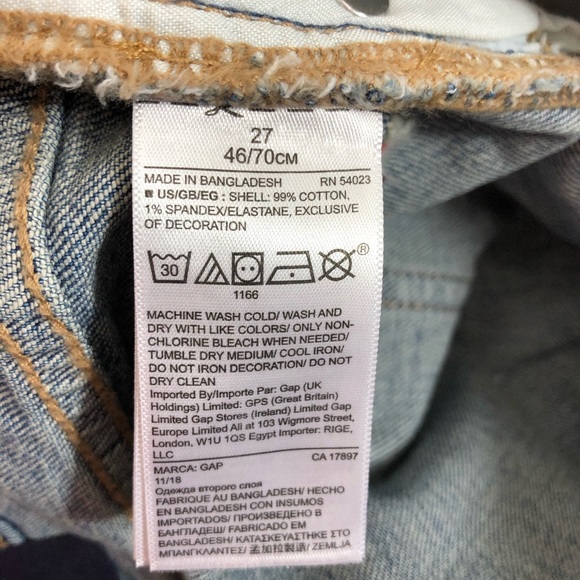 27
46/70CM
MADE IN BANGLADESH RN 54023
US/GB/EG : SHELL: 99% COTTON,
1% SPANDEX/ELASTANE, EXCLUSIVE
OF DECORATION
30
®
1166
MACHINE WASH COLD/ WASH AND
DRY WITH LIKE COLORS/ ONLY NON-
CHLORINE BLEACH WHEN NEEDED/
TUMBLE DRY MEDIUM/ COOL IRON/
DO NOT IRON DECORATION/ DO NOT
DRY CLEAN
Imported By/Importe Par: Gap (UK
Holdings) Limited: GPS (Great Britain)
Limited Gap Stores (Ireland) Limited Gap
Europe Limited All at 103 Wigmore Street,
London, W1U 1QS Egypt Importer: RIGE,
LLC CA 17897
MARCA: GAP
11/18
Одежда второго слоя
FABRIQUE AU BANGLADESH/ HECHO
EN BANGLADESH CON INSUMOS
IMPORTADOS/ ПРОИЗВЕДЕНО В
БАНГЛАДЕШ/ FABRICADO EM
BANGLADESH/ ΚΑΤΑΣΚΕΥΑΣΤΗΚΕ ΣΤΟ
ΜΠΑΝΓΚΛΑΝΤΕΣ/ 孟加拉製造/ ZEMLJA